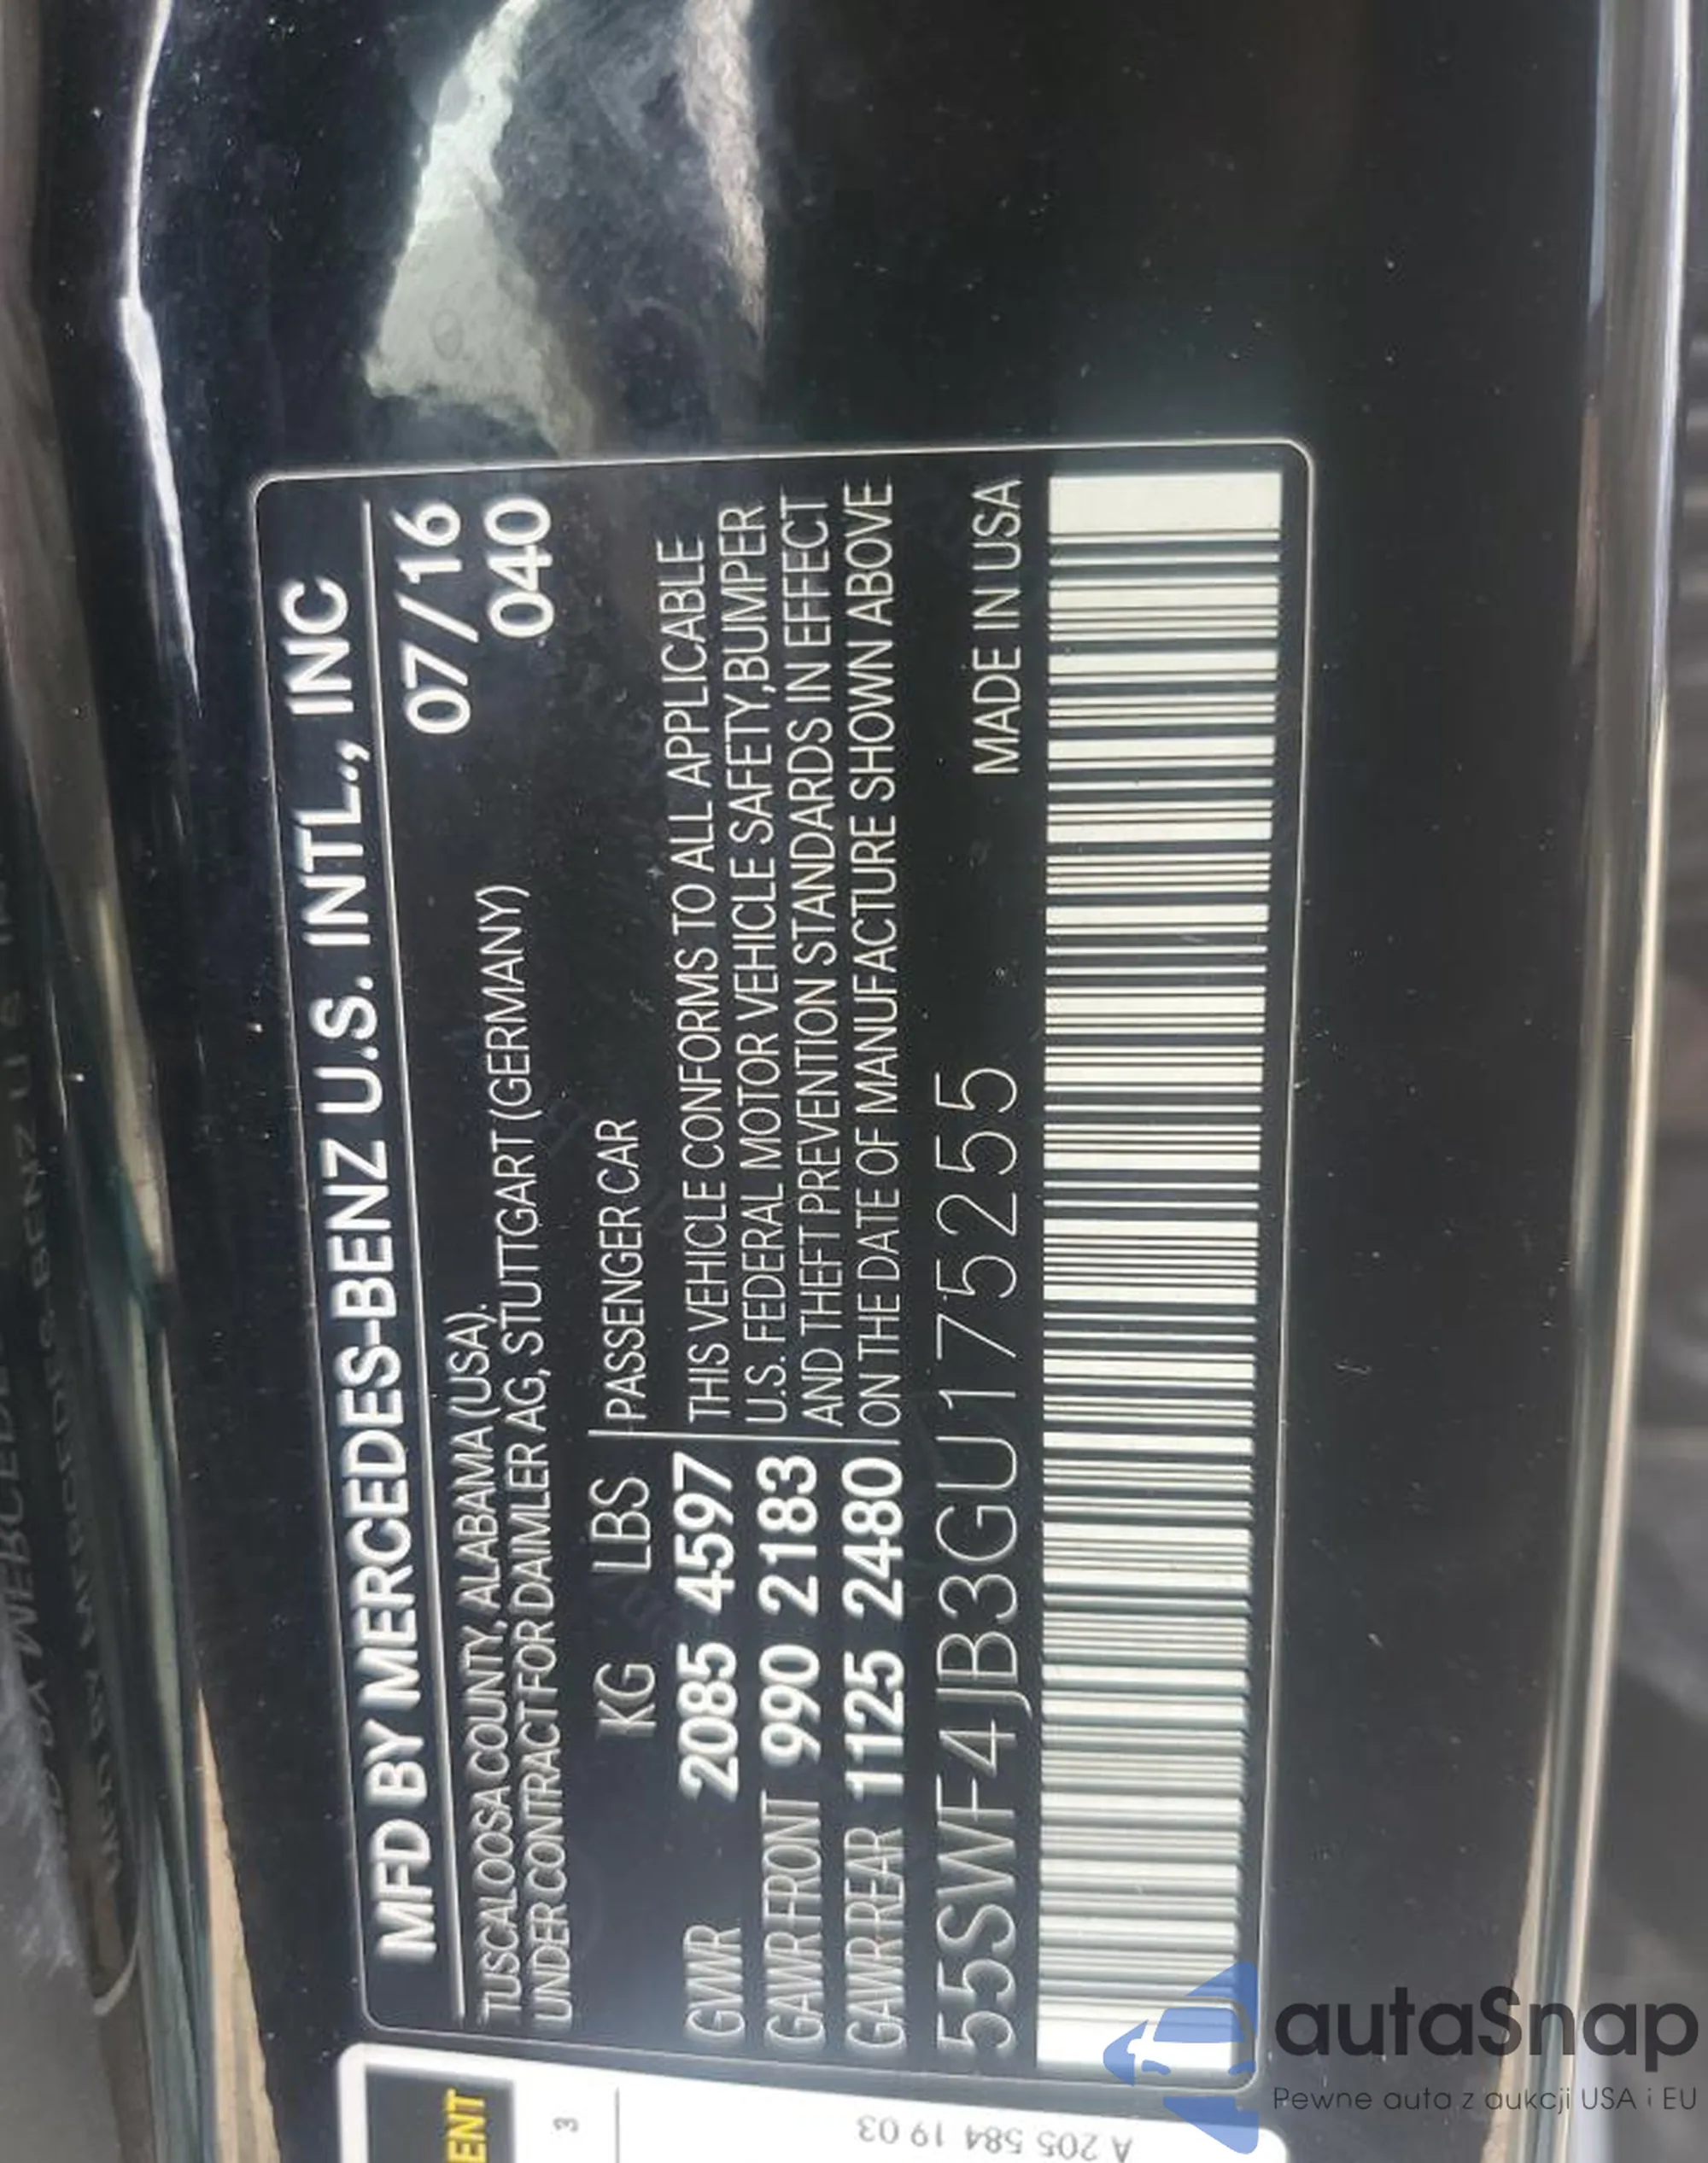 MFD BY MERCEDES-BENZ U.S. INTL., INC
07/16
TUSCALOOSA COUNTY, ALABAMA (USA).
040
UNDER CONTRACT FOR DAIMLER AG, STUTTGART (GERMANY)
KG LBS PASSENGER CAR
GVWR 2085 4597 THIS VEHICLE CONFORMS TO ALL APPLICABLE
GAWR FRONT 990 2183 U.S. FEDERAL MOTOR VEHICLE SAFETY, BUMPER
AND THEFT PREVENTION STANDARDS IN EFFECT
GAWR REAR 1125 2480 ON THE DATE OF MANUFACTURE SHOWN ABOVE
55SWF4JB3GU175255 MADE IN USA
ENT
3
A 205 584 19 03
autaSnap
Pewne auta z aukcji USA i EU